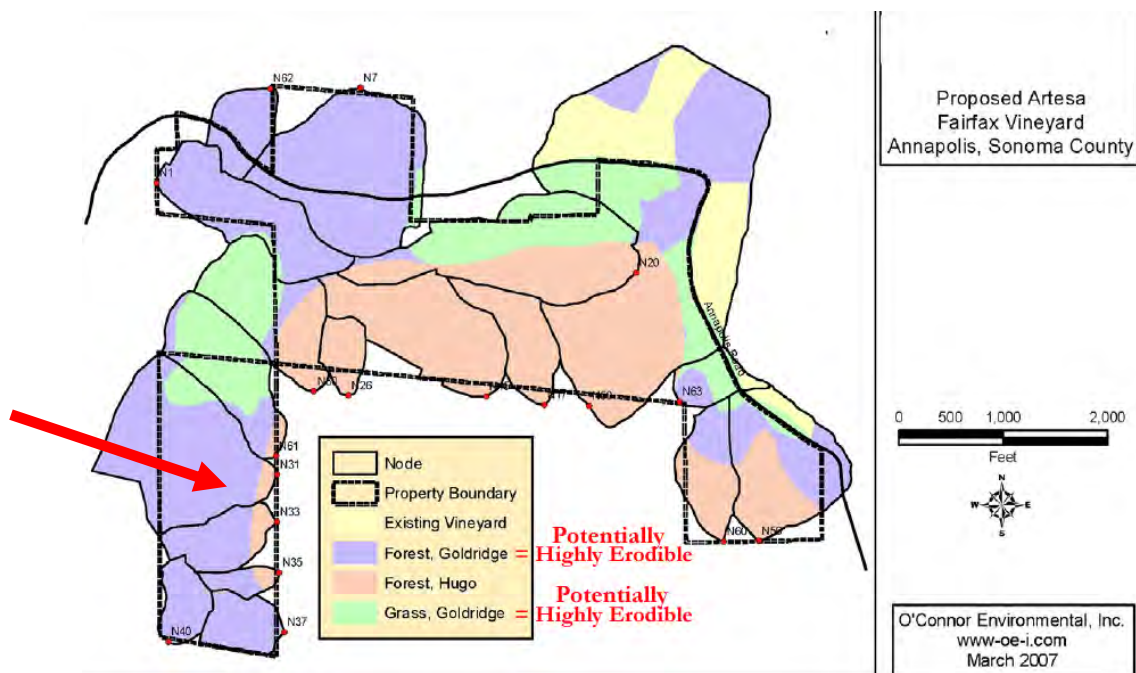 Proposed Artesa
Fairfax Vineyard
Annapolis, Sonoma County
N62
N7
N1
N20
Annapolis Road
N26
N63
N61
N31
N33
N35
N37
N40
N60
Node
Property Boundary
Existing Vineyard
Forest, Goldridge = Potentially
Highly Erodible
Forest, Hugo
Grass, Goldridge = Potentially
Highly Erodible
0 500 1,000 2,000
Feet
N
W E
S
O'Connor Environmental, Inc.
www-oe-i.com
March 2007